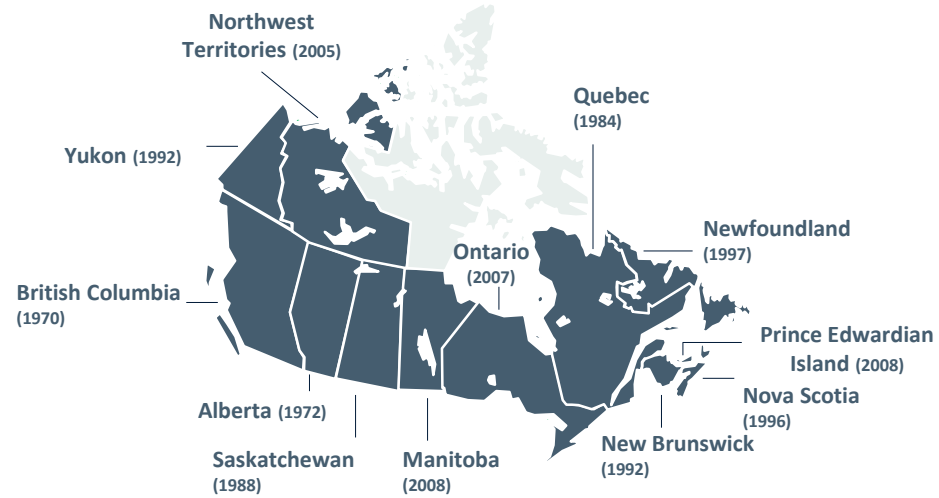 Northwest
Territories (2005)
Quebec
(1984)
Yukon (1992)
Newfoundland
(1997)
Ontario
(2007)
British Columbia
(1970)
Prince Edwardian
Island (2008)
Nova Scotia
(1996)
Alberta (1972)
New Brunswick
(1992)
Saskatchewan
(1988)
Manitoba
(2008)